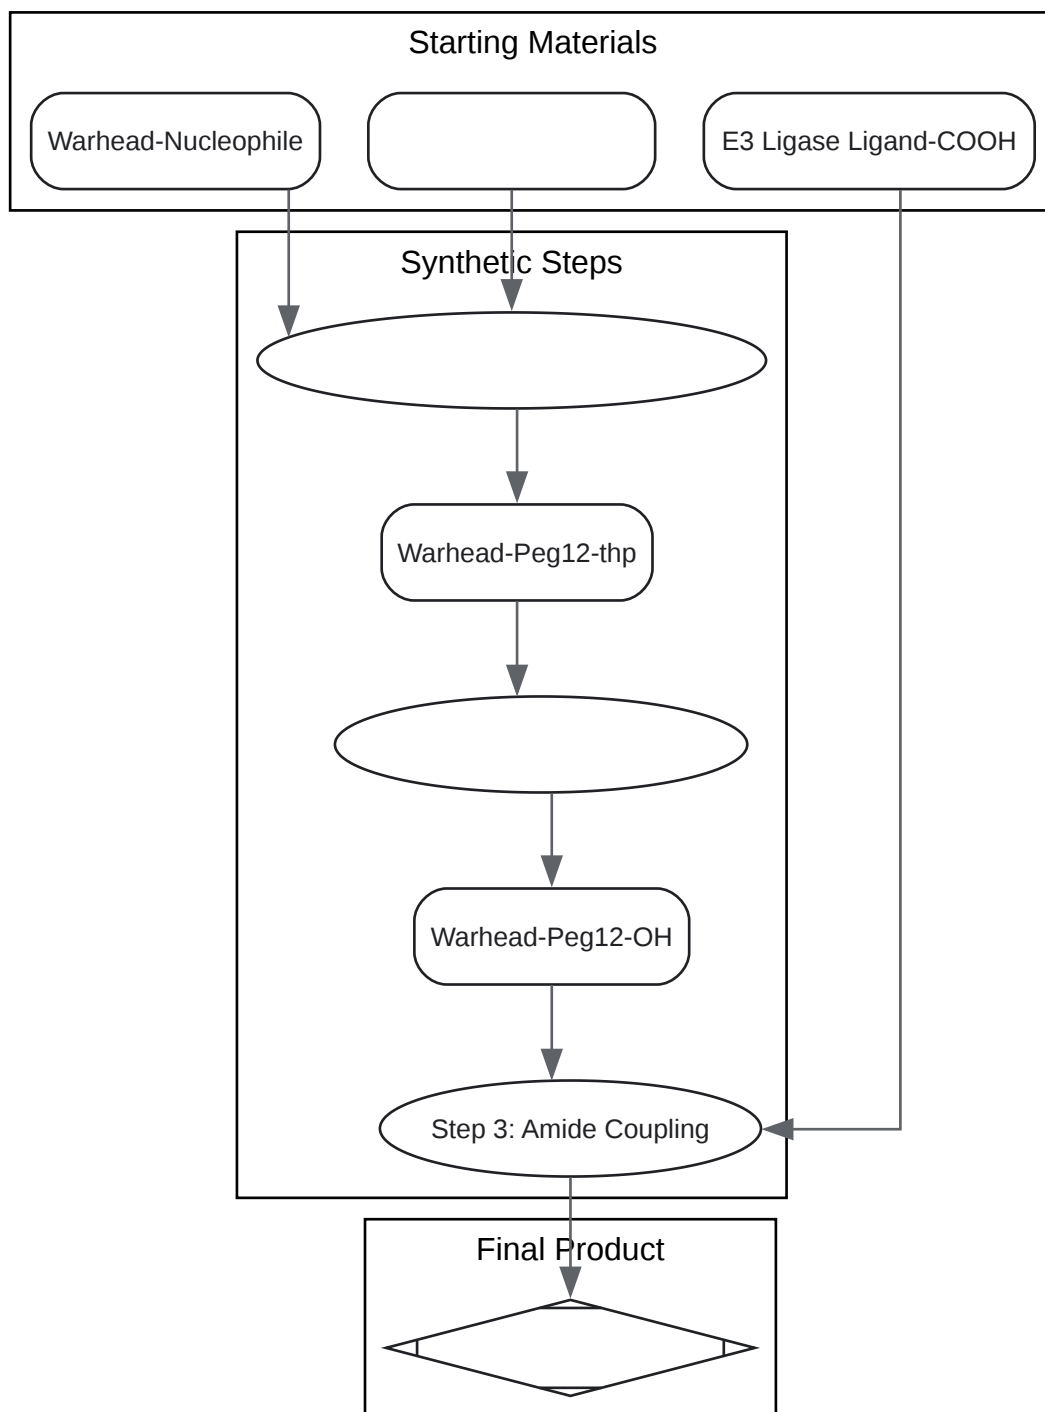 Starting Materials
Warhead-Nucleophile
E3 Ligase Ligand-COOH
Synthetic Steps
Warhead-Peg12-thp
Warhead-Peg12-OH
Step 3: Amide Coupling
Final Product